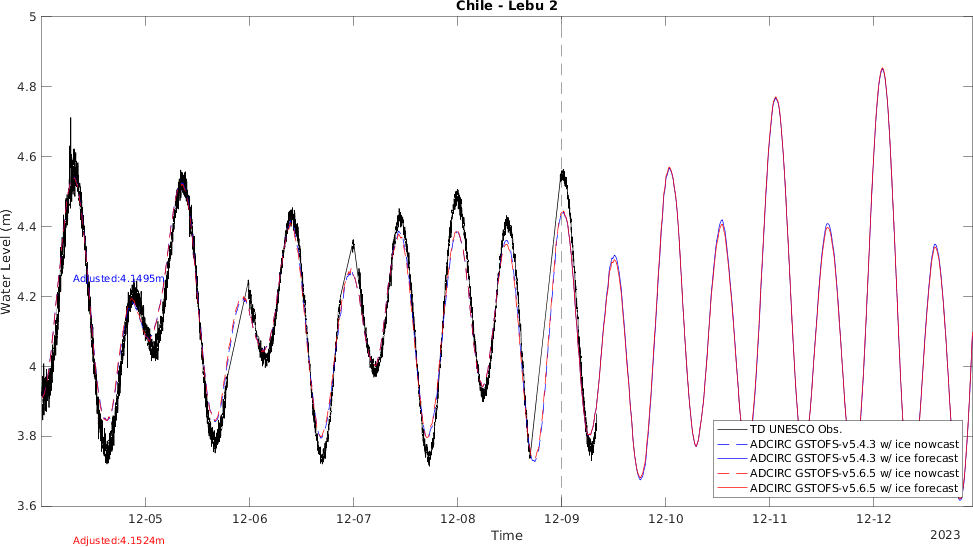 Chile - Lebu 2
5
4.8
4.6
4.4
4.2
4
3.8
3.6
Water Level (m)
Adjusted:4.1495m
TD UNESCO Obs.
ADCIRC GSTOFS-v5.4.3 w/ ice nowcast
ADCIRC GSTOFS-v5.4.3 w/ ice forecast
ADCIRC GSTOFS-v5.6.5 w/ ice nowcast
ADCIRC GSTOFS-v5.6.5 w/ ice forecast
12-05 12-06 12-07 12-08 12-09 12-10 12-11 12-12
Time
2023
Adjusted:4.1524m